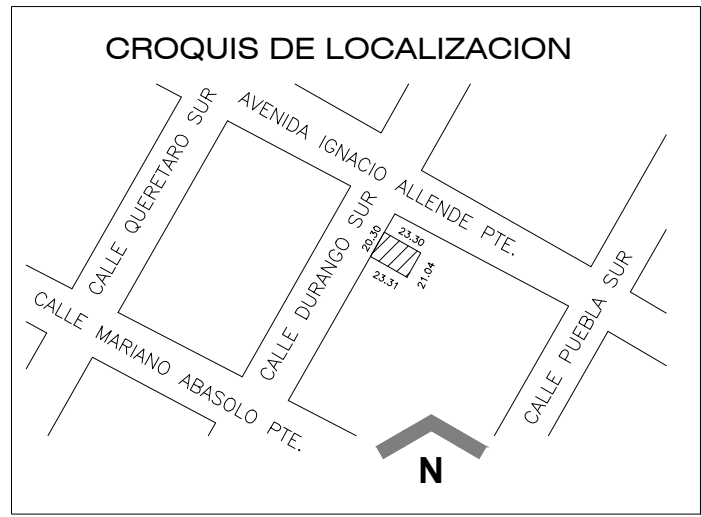 CROQUIS DE LOCALIZACION
AVENIDA IGNACIO ALLENDE PTE.
CALLE QUERETARO SUR
CALLE DURANGO SUR
20.30
23.30
23.31
21.04
CALLE PUEBLA SUR
CALLE MARIANO ABASOLO PTE.
N